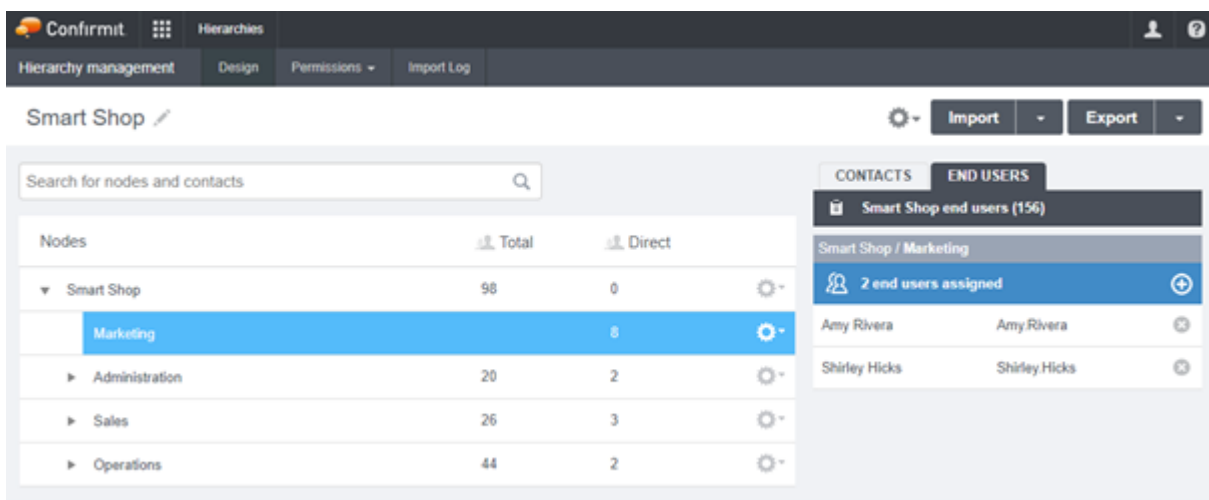 Confirmit Hierarchies
Hierarchy management Design Permissions Import Log
Smart Shop
Import Export
Search for nodes and contacts
Nodes Total Direct
Smart Shop 98 0
Marketing 8
Administration 20 2
Sales 26 3
Operations 44 2
CONTACTS END USERS
Smart Shop end users (156)
Smart Shop / Marketing
2 end users assigned
Amy Rivera Amy.Rivera
Shirley Hicks Shirley.Hicks